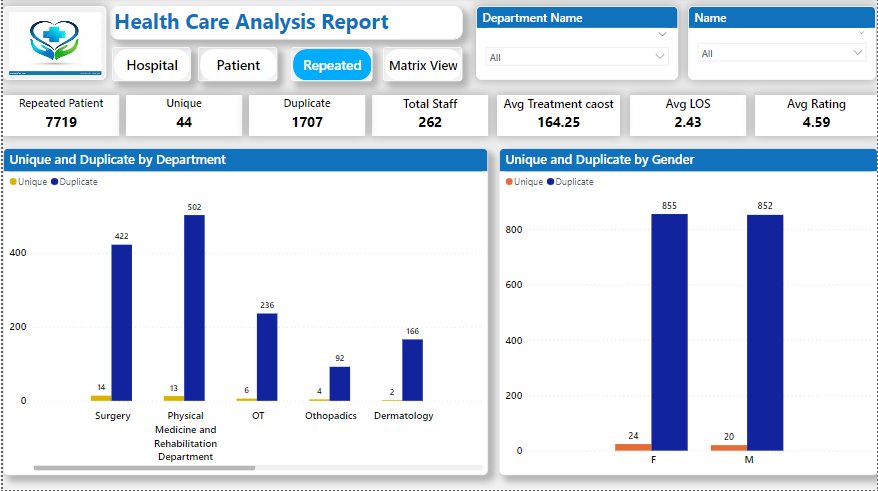 Health Care Analysis Report
Hospital
Patient
Repeated
Matrix View
Department Name
All
Name
All
Repeated Patient
7719
Unique
44
Duplicate
1707
Total Staff
262
Avg Treatment caost
164.25
Avg LOS
2.43
Avg Rating
4.59
Unique and Duplicate by Department
Unique Duplicate
400
200
0
14
422
13
502
6
236
4
92
2
166
Surgery
Physical
Medicine and
Rehabilitation
Department
OT
Othopadics
Dermatology
Unique and Duplicate by Gender
Unique Duplicate
800
600
400
200
0
24
855
20
852
F
M